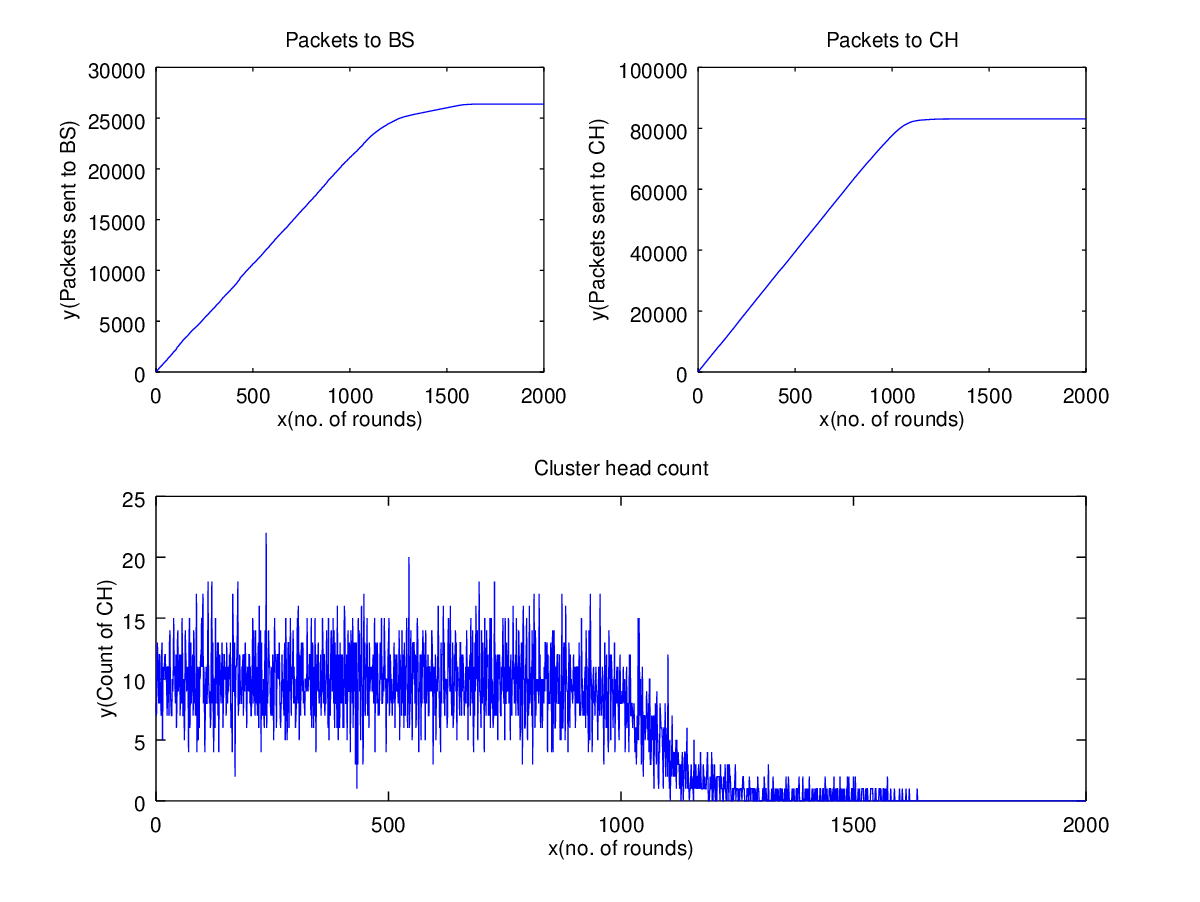 Packets to BS
30000
25000
20000
15000
10000
5000
0
y(Packets sent to BS)
0 500 1000 1500 2000
x(no. of rounds)
Packets to CH
100000
80000
60000
40000
20000
0
y(Packets sent to CH)
0 500 1000 1500 2000
x(no. of rounds)
Cluster head count
25
20
15
10
5
0
y(Count of CH)
0 500 1000 1500 2000
x(no. of rounds)